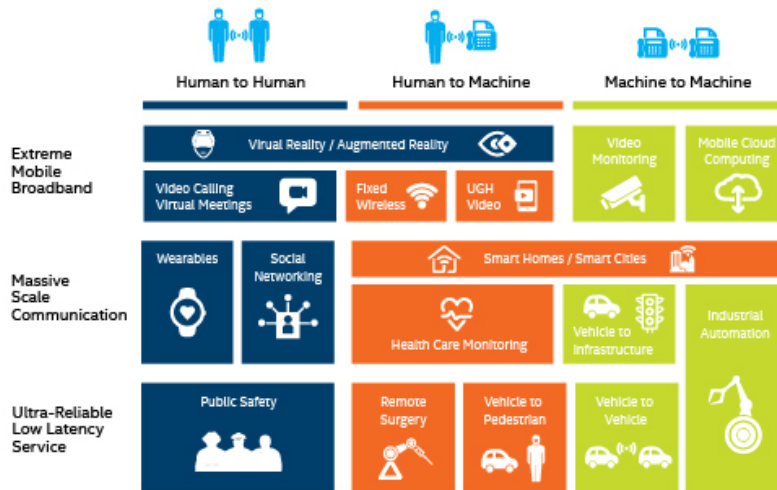 Human to Human
Human to Machine
Machine to Machine
Extreme
Mobile
Broadband
Virual Reality / Augmented Reality
Video
Monitoring
Mobile Cloud
Computing
Video Calling
Virtual Meetings
Fixed
Wireless
UGH
Video
Massive
Scale
Communication
Wearables
Social
Networking
Smart Homes / Smart Cities
Health Care Monitoring
Vehicle to
Infrastructure
Industrial
Automation
Ultra-Reliable
Low Latency
Service
Public Safety
Remote
Surgery
Vehicle to
Pedestrian
Vehicle to
Vehicle